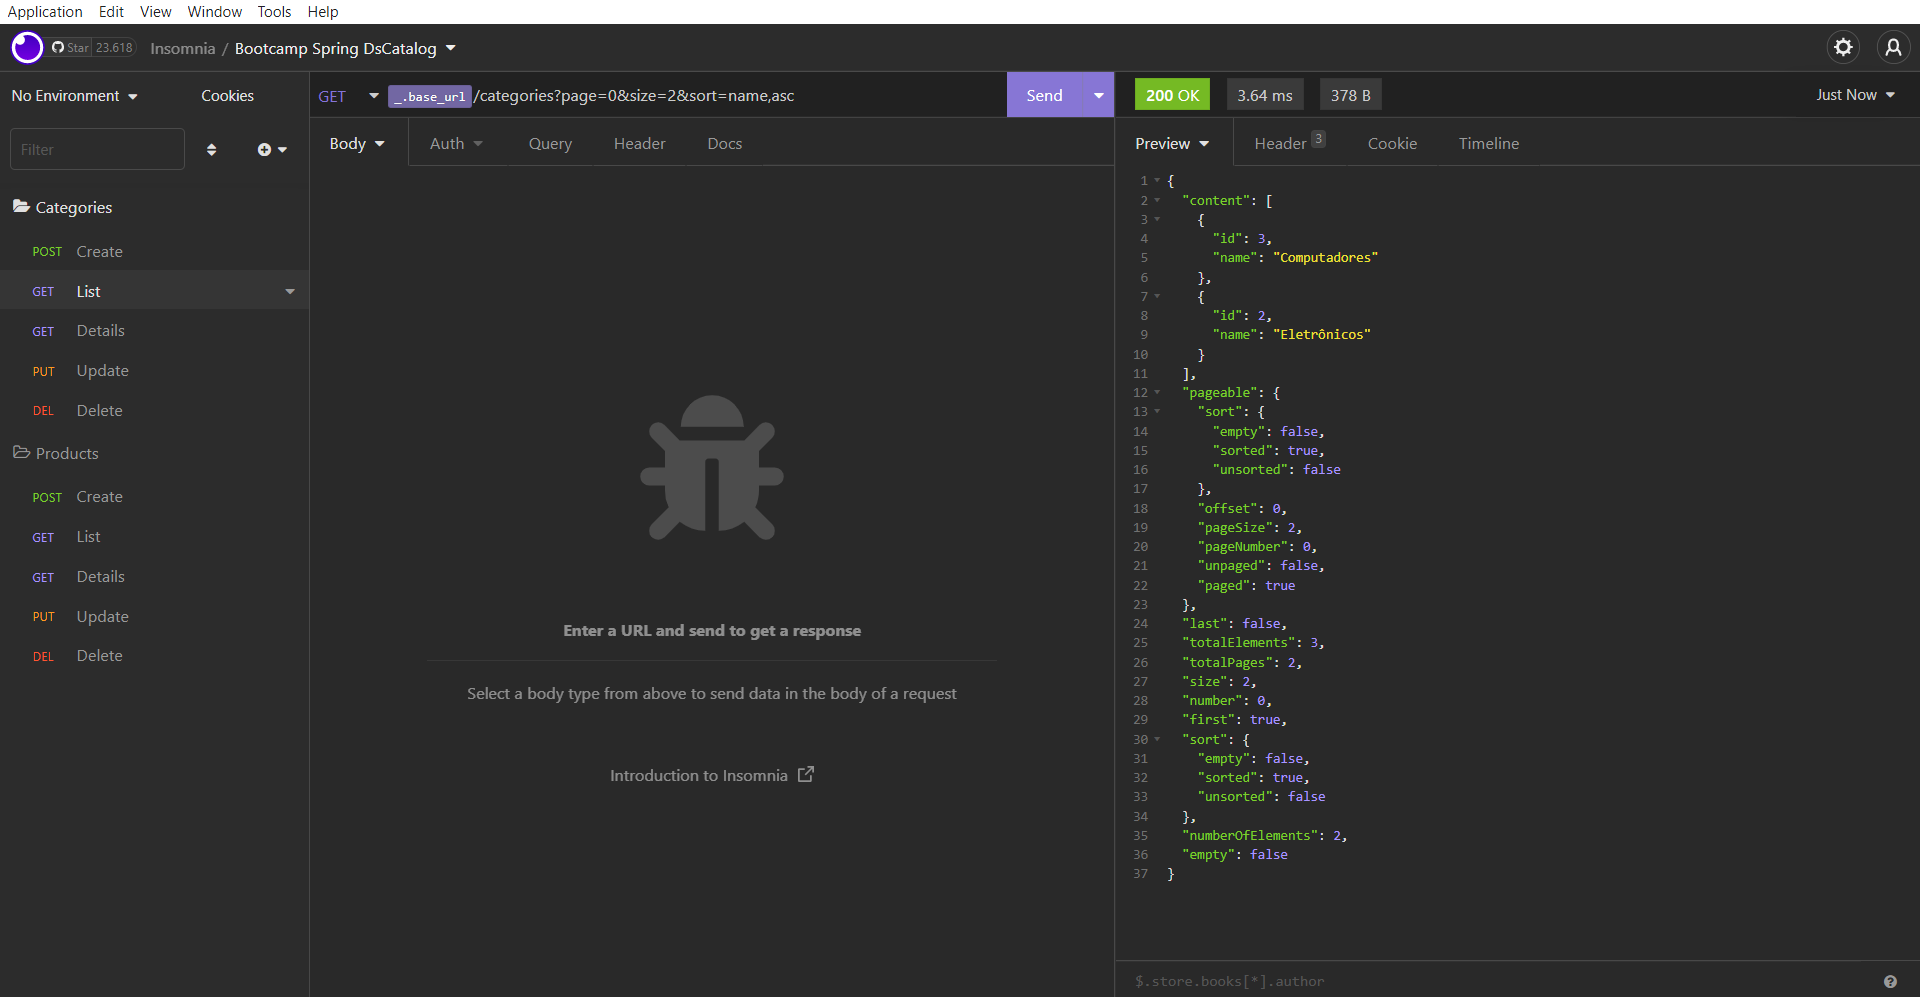 Application Edit View Window Tools Help
Star 23.618 Insomnia / Bootcamp Spring DsCatalog
No Environment Cookies
Filter
Categories
POST Create
GET List
GET Details
PUT Update
DEL Delete
Products
POST Create
GET List
GET Details
PUT Update
DEL Delete
GET _.base_url /categories?page=0&size=2&sort=name,asc Send
Body Auth Query Header Docs
Enter a URL and send to get a response
Select a body type from above to send data in the body of a request
Introduction to Insomnia
200 OK 3.64 ms 378 B Just Now
Preview Header 3 Cookie Timeline
1 {
2 "content": [
3 {
4 "id": 3,
5 "name": "Computadores"
6 },
7 {
8 "id": 2,
9 "name": "Eletrônicos"
10 }
11 ],
12 "pageable": {
13 "sort": {
14 "empty": false,
15 "sorted": true,
16 "unsorted": false
17 },
18 "offset": 0,
19 "pageSize": 2,
20 "pageNumber": 0,
21 "unpaged": false,
22 "paged": true
23 },
24 "last": false,
25 "totalElements": 3,
26 "totalPages": 2,
27 "size": 2,
28 "number": 0,
29 "first": true,
30 "sort": {
31 "empty": false,
32 "sorted": true,
33 "unsorted": false
34 },
35 "numberOfElements": 2,
36 "empty": false
37 }
$.store.books[*].author